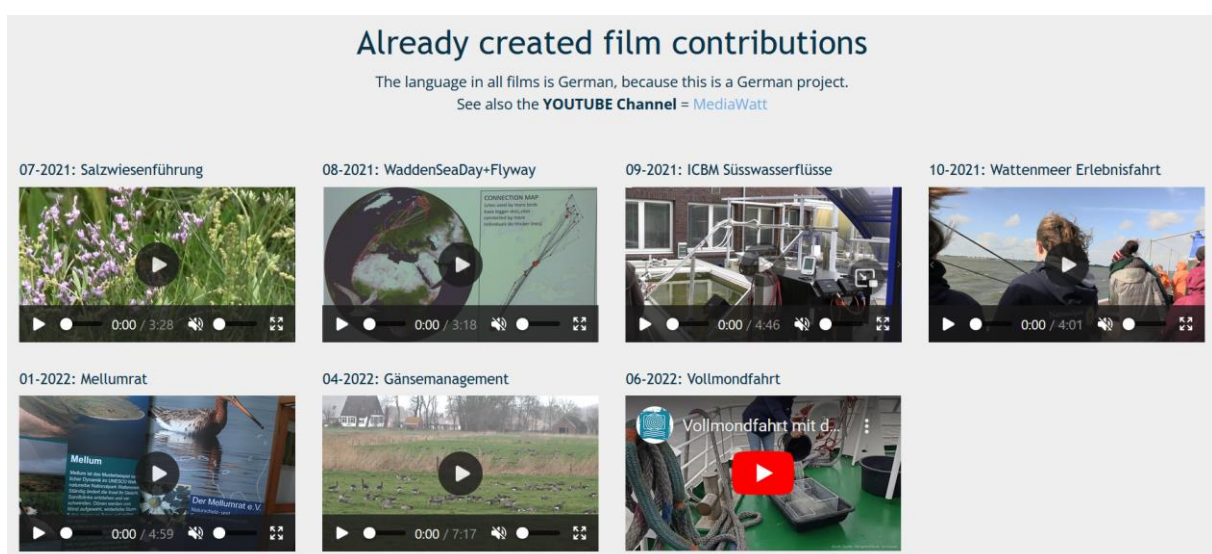 Already created film contributions
The language in all films is German, because this is a German project.
See also the YOUTUBE Channel = MediaWatt
07-2021: Salzwiesenführung
08-2021: WaddenSeaDay+Flyway
09-2021: ICBM Süsswasserflüsse
10-2021: Wattenmeer Erlebnisfahrt
CONNECTION MAP
0:00 / 3:28
0:00 / 3:18
0:00 / 4:46
0:00 / 4:01
01-2022: Mellumrat
04-2022: Gänsemanagement
06-2022: Vollmondfahrt
Mellum
Der Mellumrat e.V.
Vollmondfahrt mit d...
0:00 / 4:59
0:00 / 7:17